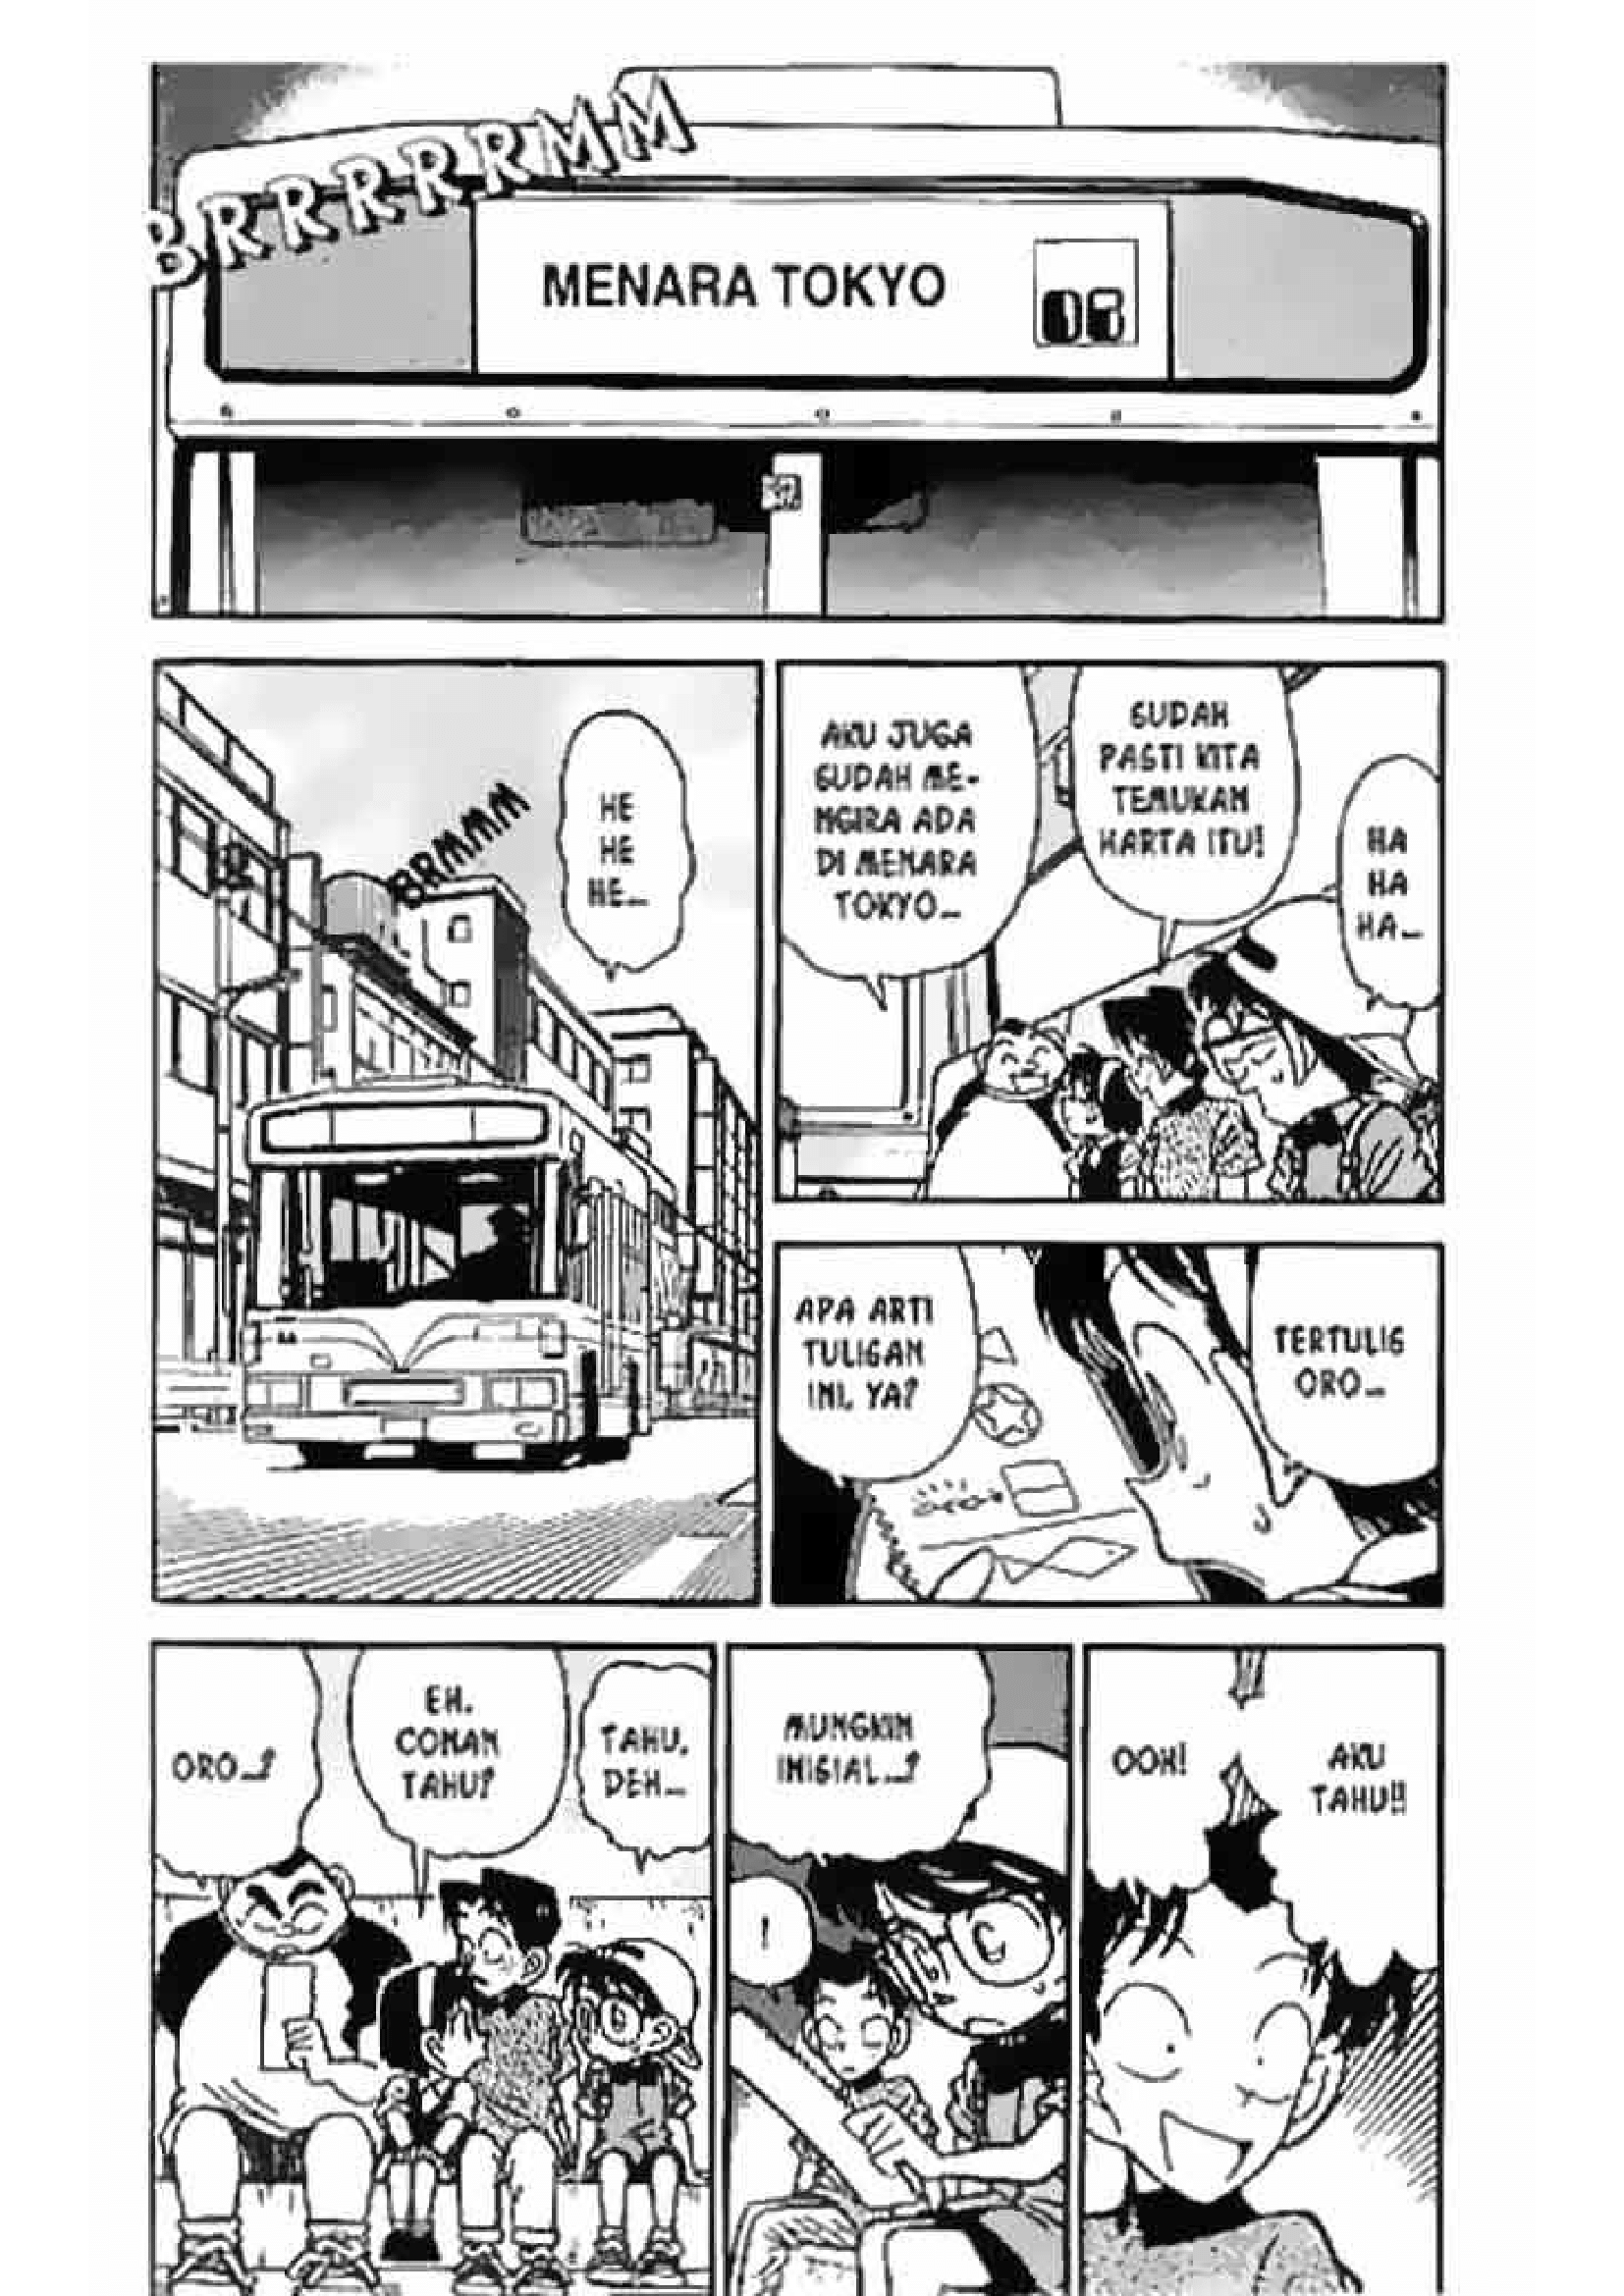 BRRRRRRMM
MENARA TOKYO
07
HE
HE
HE...
BRMMM
AKU JUGA
SUDAH ME-
NGIRA ADA
DI MENARA
TOKYO...
SUDAH
PASTI KITA
TEMUKAN
HARTA ITU!
HA
HA
HA...
APA ARTI
TULISAN
INI, YA?
TERTULIS
ORO...
ORO...?
EH,
CONAN
TAHU?
TAHU,
DEH...
MUNGKIN
INISIAL...?
!
OOH!
AKU
TAHU!!